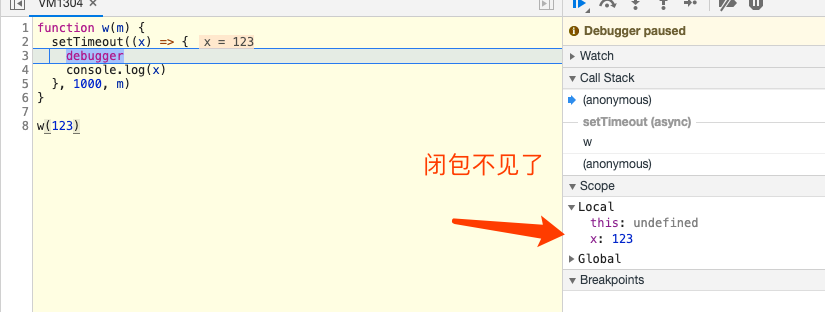 VM1304 ×
1 function w(m) {
2 setTimeout((x) => { x = 123
3 debugger
4 console.log(x)
5 }, 1000, m)
6 }
7
8 w(123)
闭包不见了
Debugger paused
Watch
Call Stack
(anonymous)
setTimeout (async)
w
(anonymous)
Scope
Local
this: undefined
x: 123
Global
Breakpoints